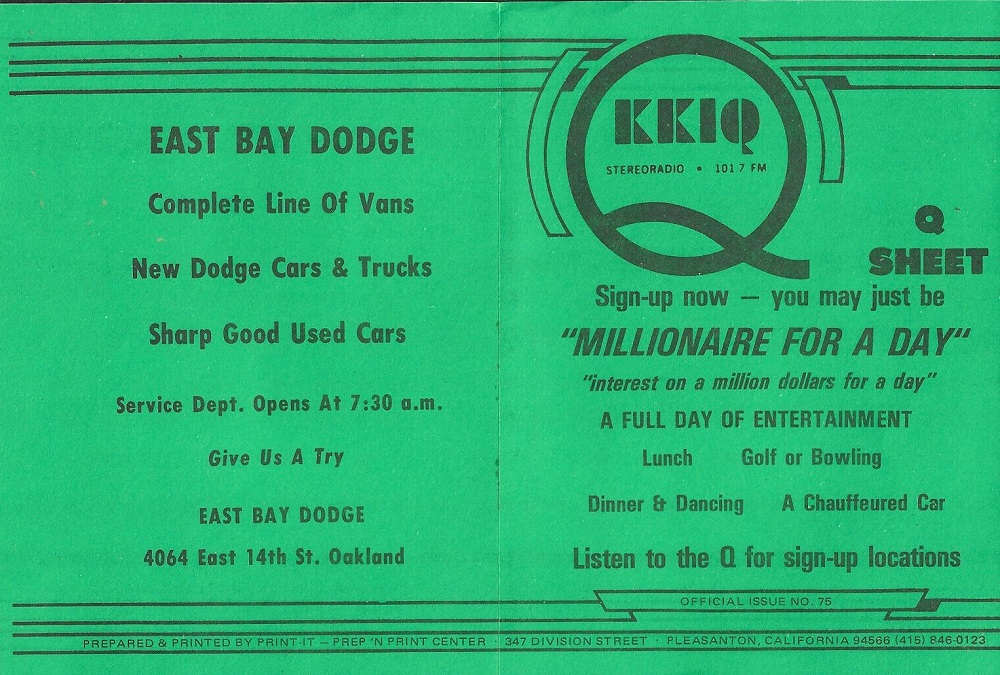 EAST BAY DODGE
Complete Line Of Vans
New Dodge Cars & Trucks
Sharp Good Used Cars
Service Dept. Opens At 7:30 a.m.
Give Us A Try
EAST BAY DODGE
4064 East 14th St. Oakland
KKIQ
STEREORADIO • 101 7 FM
Q
SHEET
Sign-up now — you may just be
"MILLIONAIRE FOR A DAY"
"interest on a million dollars for a day"
A FULL DAY OF ENTERTAINMENT
Lunch Golf or Bowling
Dinner & Dancing A Chauffeured Car
Listen to the Q for sign-up locations
OFFICIAL ISSUE NO. 75
PREPARED & PRINTED BY PRINT-IT — PREP 'N PRINT CENTER · 347 DIVISION STREET · PLEASANTON, CALIFORNIA 94566 (415) 846-0123